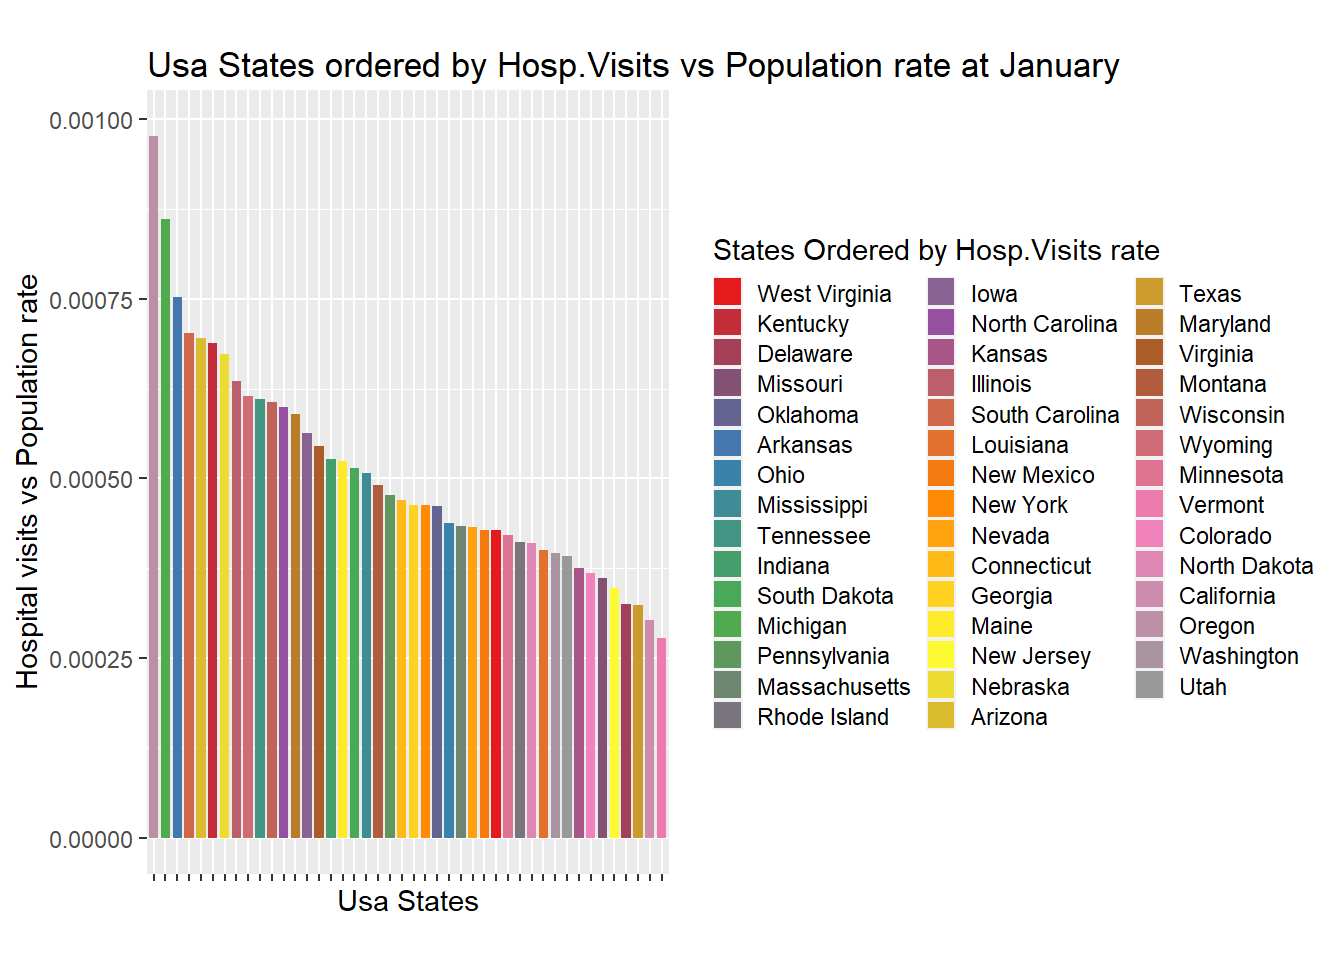 Usa States ordered by Hosp.Visits vs Population rate at January
Hospital visits vs Population rate
0.00100
0.00075
0.00050
0.00025
0.00000
Usa States
States Ordered by Hosp.Visits rate
West Virginia
Kentucky
Delaware
Missouri
Oklahoma
Arkansas
Ohio
Mississippi
Tennessee
Indiana
South Dakota
Michigan
Pennsylvania
Massachusetts
Rhode Island
Iowa
North Carolina
Kansas
Illinois
South Carolina
Louisiana
New Mexico
New York
Nevada
Connecticut
Georgia
Maine
New Jersey
Nebraska
Arizona
Texas
Maryland
Virginia
Montana
Wisconsin
Wyoming
Minnesota
Vermont
Colorado
North Dakota
California
Oregon
Washington
Utah